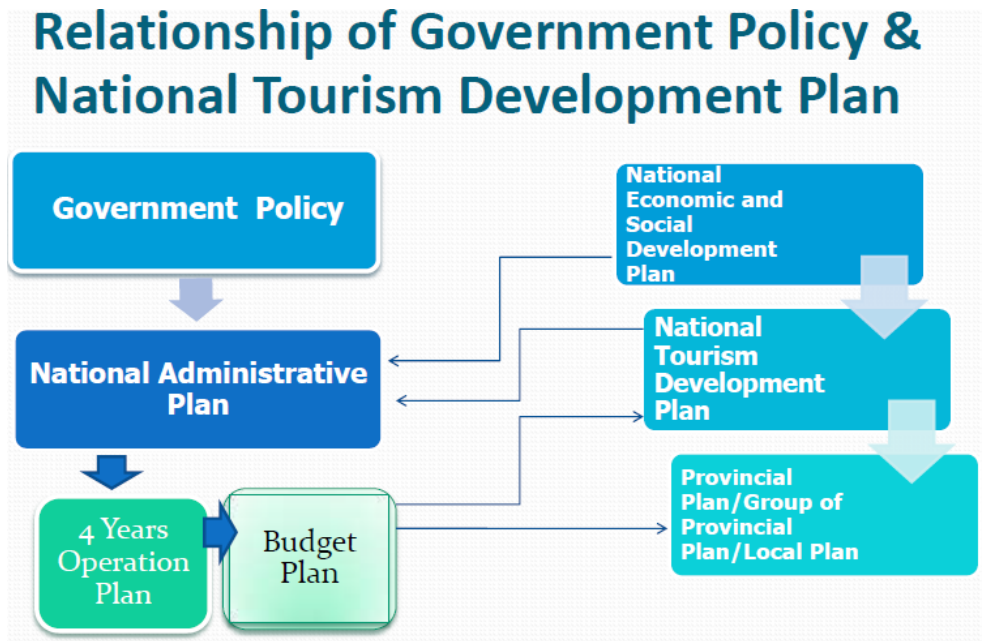 Relationship of Government Policy &
National Tourism Development Plan
Government Policy
National Administrative
Plan
4 Years
Operation
Plan
Budget
Plan
National
Economic and
Social
Development
Plan
National
Tourism
Development
Plan
Provincial
Plan/Group of
Provincial
Plan/Local Plan